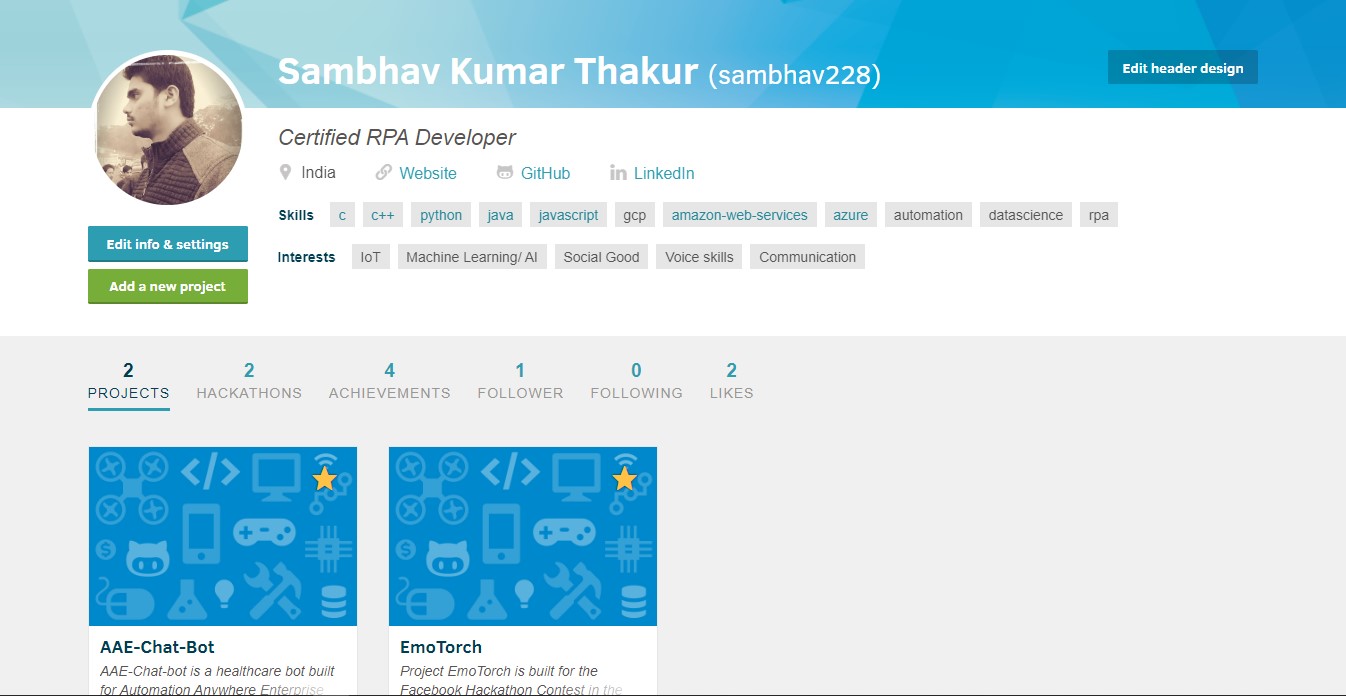 Sambhav Kumar Thakur (sambhav228)
Edit header design
Certified RPA Developer
India Website GitHub LinkedIn
Skills c c++ python java javascript gcp amazon-web-services azure automation datascience rpa
Edit info & settings
Interests IoT Machine Learning/ AI Social Good Voice skills Communication
Add a new project
2 2 4 1 0 2
PROJECTS HACKATHONS ACHIEVEMENTS FOLLOWER FOLLOWING LIKES
AAE-Chat-Bot
AAE-Chat-bot is a healthcare bot built
for Automation Anywhere Enterprise
EmoTorch
Project EmoTorch is built for the
Facebook Hackathon Contest in the